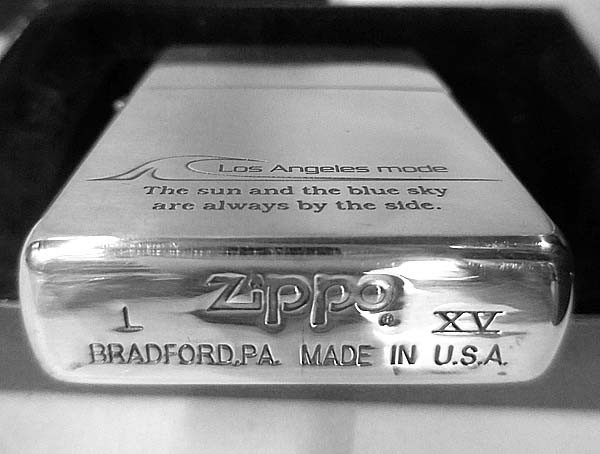 Los Angeles mode
The sun and the blue sky
are always by the side.
Zippo®
L XV
BRADFORD,PA. MADE IN U.S.A.